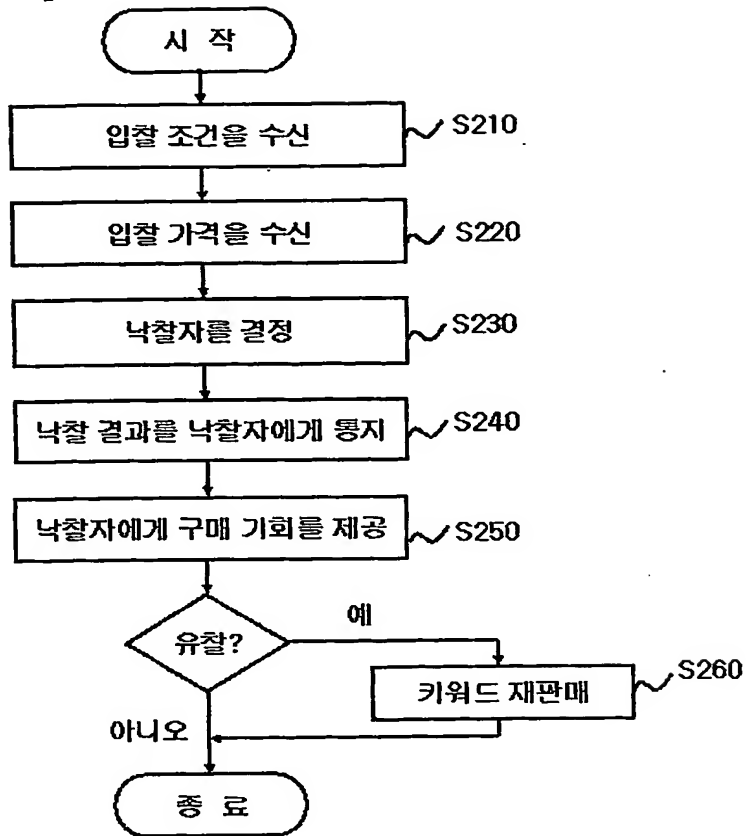 시 작
입찰 조건을 수신
S210
입찰 가격을 수신
S220
낙찰자를 결정
S230
낙찰 결과를 낙찰자에게 통지
S240
낙찰자에게 구매 기회를 제공
S250
유찰?
예
키워드 재판매
S260
아니오
종 료